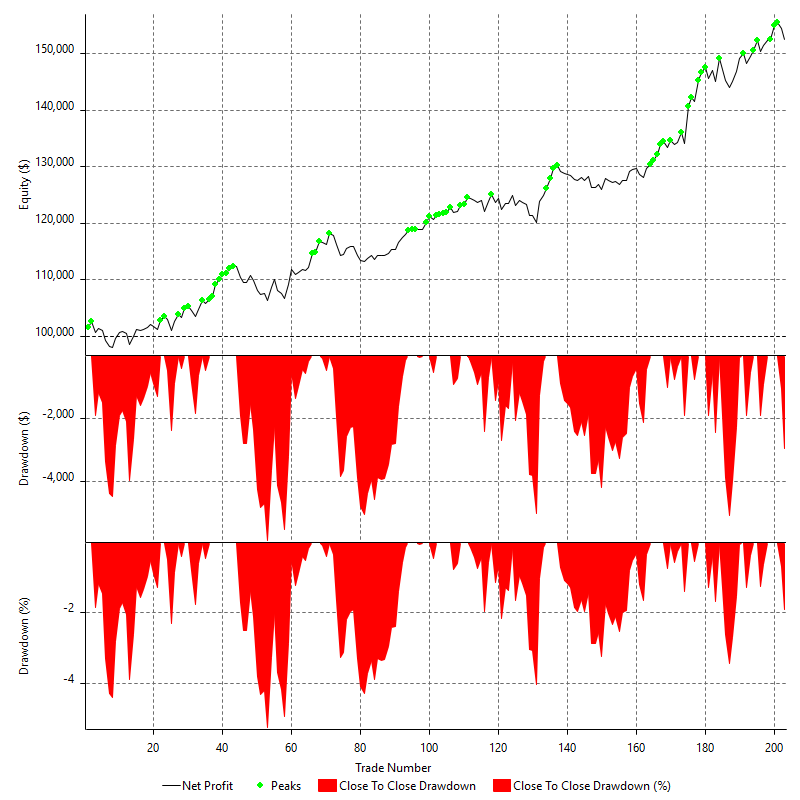 150,000
140,000
130,000
120,000
110,000
100,000
Equity ($)
-2,000
-4,000
Drawdown ($)
-2
-4
Drawdown (%)
20 40 60 80 100 120 140 160 180 200
Trade Number
Net Profit Peaks Close To Close Drawdown Close To Close Drawdown (%)